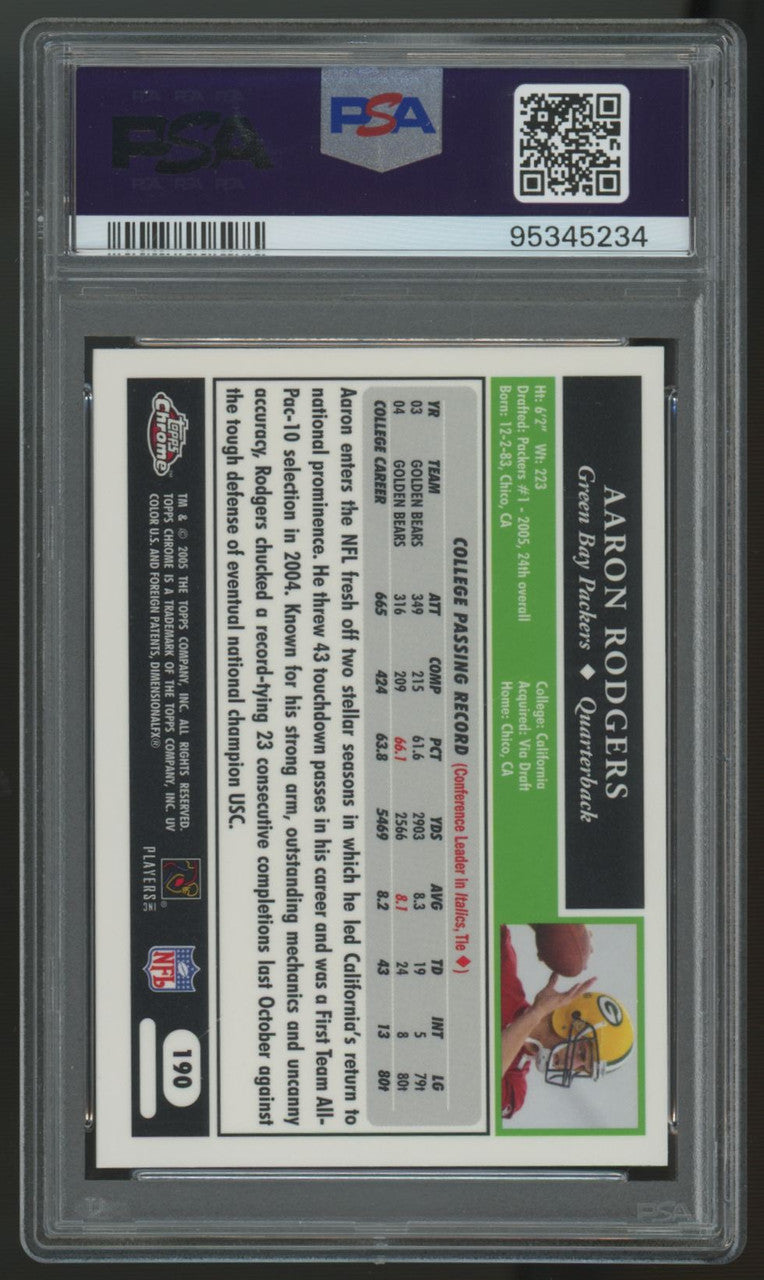 PSA
PSA
95345234
AARON RODGERS
Green Bay Packers ◆ Quarterback
Ht: 6'2" Wt: 223
College: California
Drafted: Packers #1 - 2005, 24th overall
Acquired: Via Draft
Born: 12-2-83, Chico, CA
Home: Chico, CA
COLLEGE PASSING RECORD (Conference Leader in Italics, Tie ◆)
YR TEAM ATT COMP PCT YDS AVG TD INT LG
03 GOLDEN BEARS 349 215 61.6 2903 8.3 19 5 79t
04 GOLDEN BEARS 316 209 66.1 2566 8.1 24 8 80t
COLLEGE CAREER 665 424 63.8 5469 8.2 43 13 80t
Aaron enters the NFL fresh off two stellar seasons in which he led California's return to
national prominence. He threw 43 touchdown passes in his career and was a First Team All-
Pac-10 selection in 2004. Known for his strong arm, outstanding mechanics and uncanny
accuracy, Rodgers chucked a record-tying 23 consecutive completions last October against
the tough defense of eventual national champion USC.
Topps
Chrome
TM & © 2005 THE TOPPS COMPANY, INC. ALL RIGHTS RESERVED.
TOPPS CHROME IS A TRADEMARK OF THE TOPPS COMPANY, INC. UV
COLOR U.S. AND FOREIGN PATENTS, DIMENSIONALFX®
PLAYERS INC
NFL
190
PSA